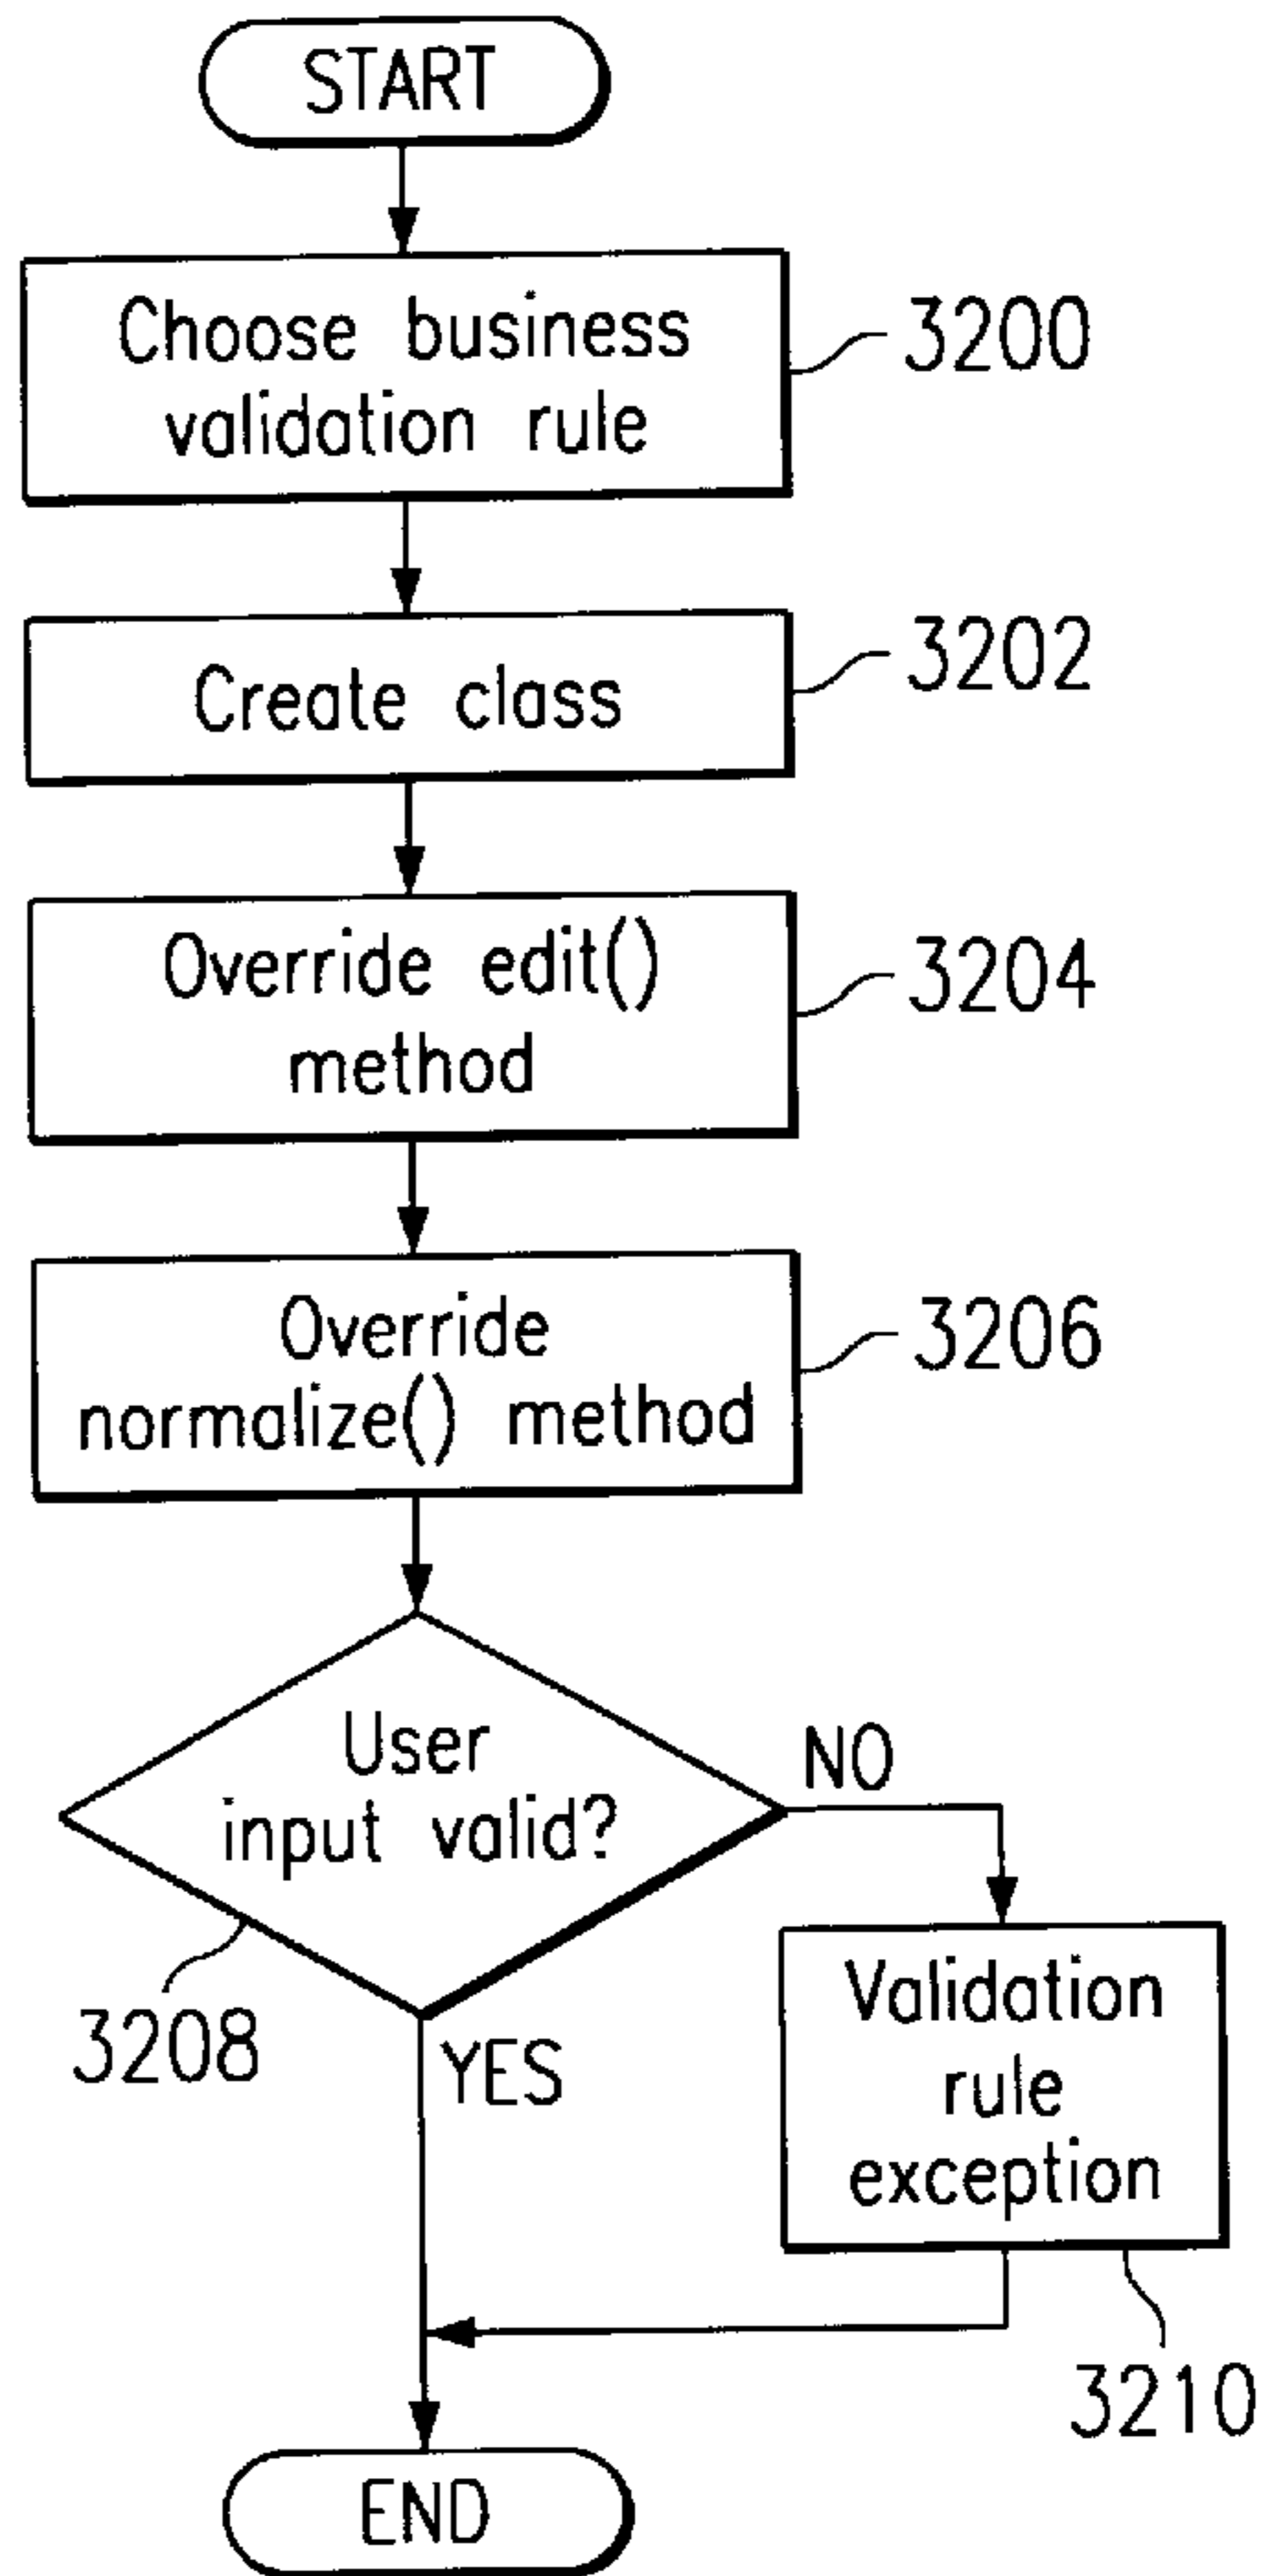 START
Choose business
validation rule
3200
Create class
3202
Override edit()
method
3204
Override
normalize() method
3206
User
input valid?
NO
3208
YES
Validation
rule
exception
3210
END